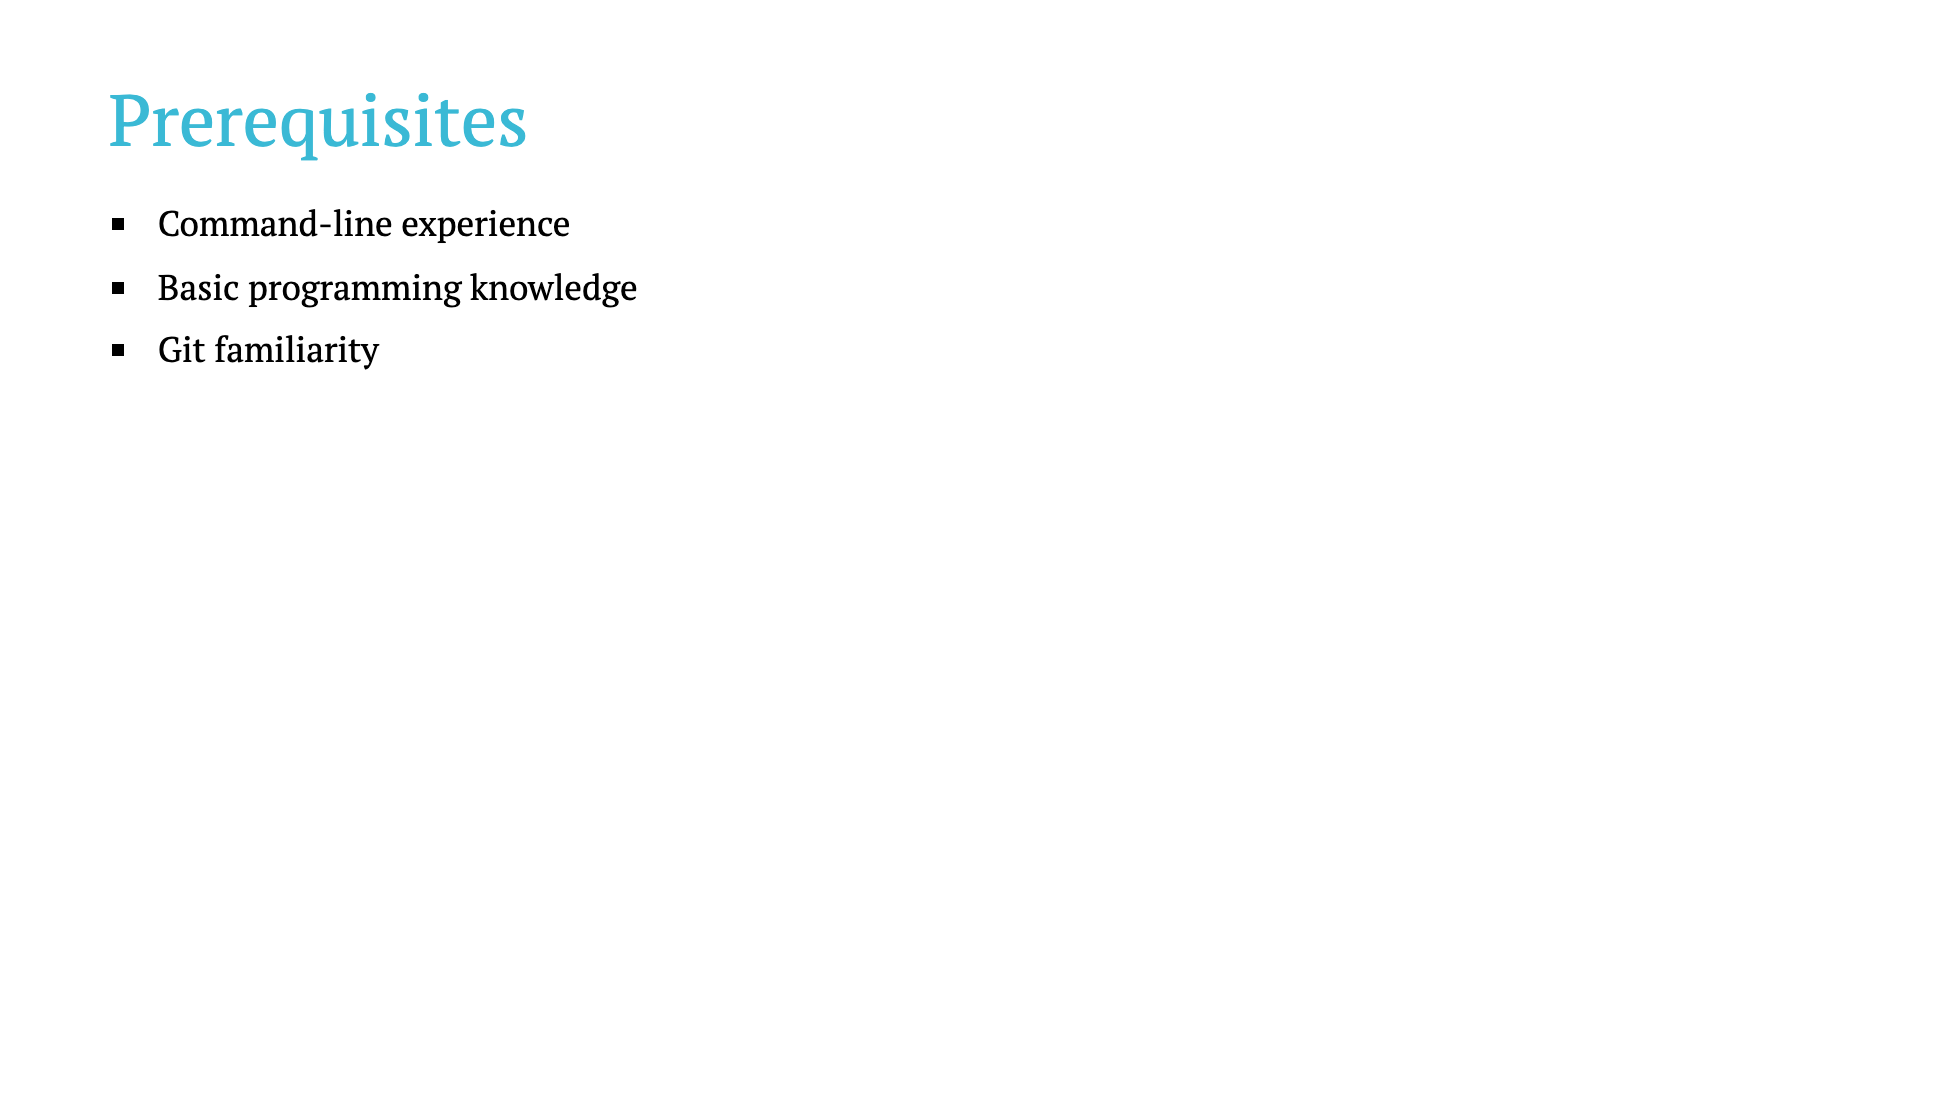 Prerequisites
▪ Command-line experience
▪ Basic programming knowledge
▪ Git familiarity